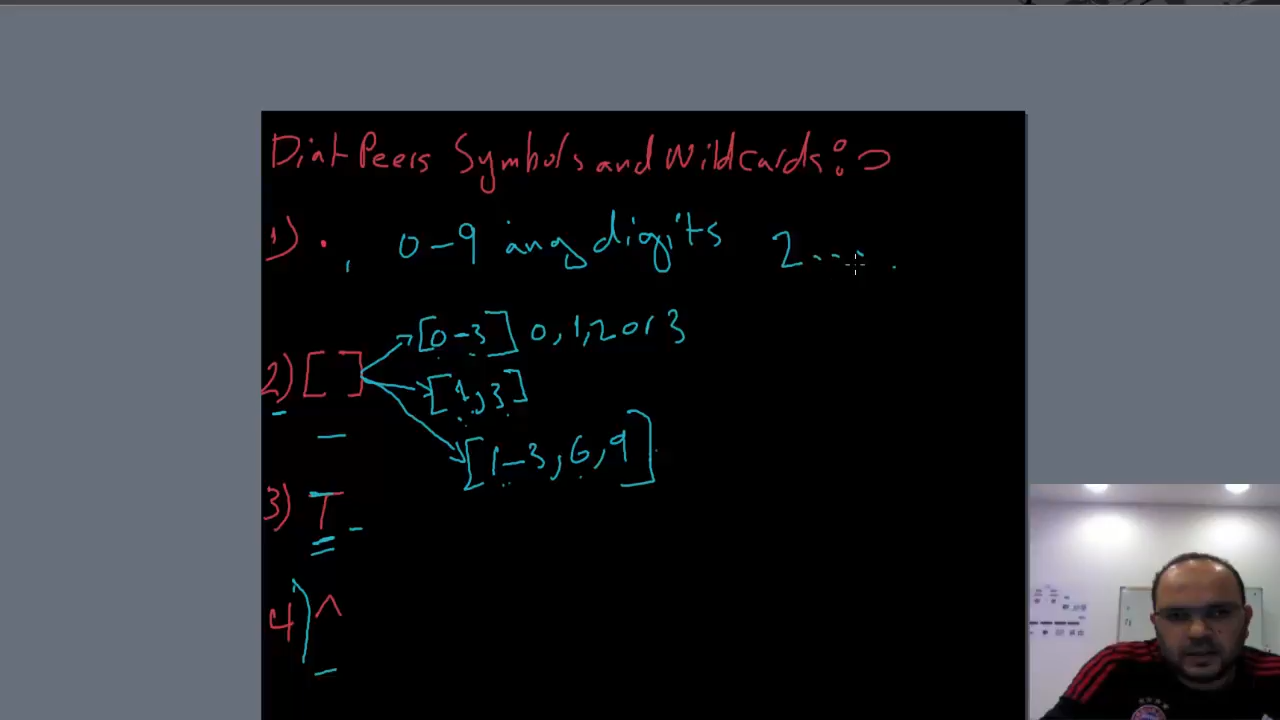 Dial-Peers Symbols and Wildcards:
1) . 0-9 any digits 2....
[0-3] 0,1,2 or 3
2) []
[1,3]
[1-3,6,9]
3) T
4) ^